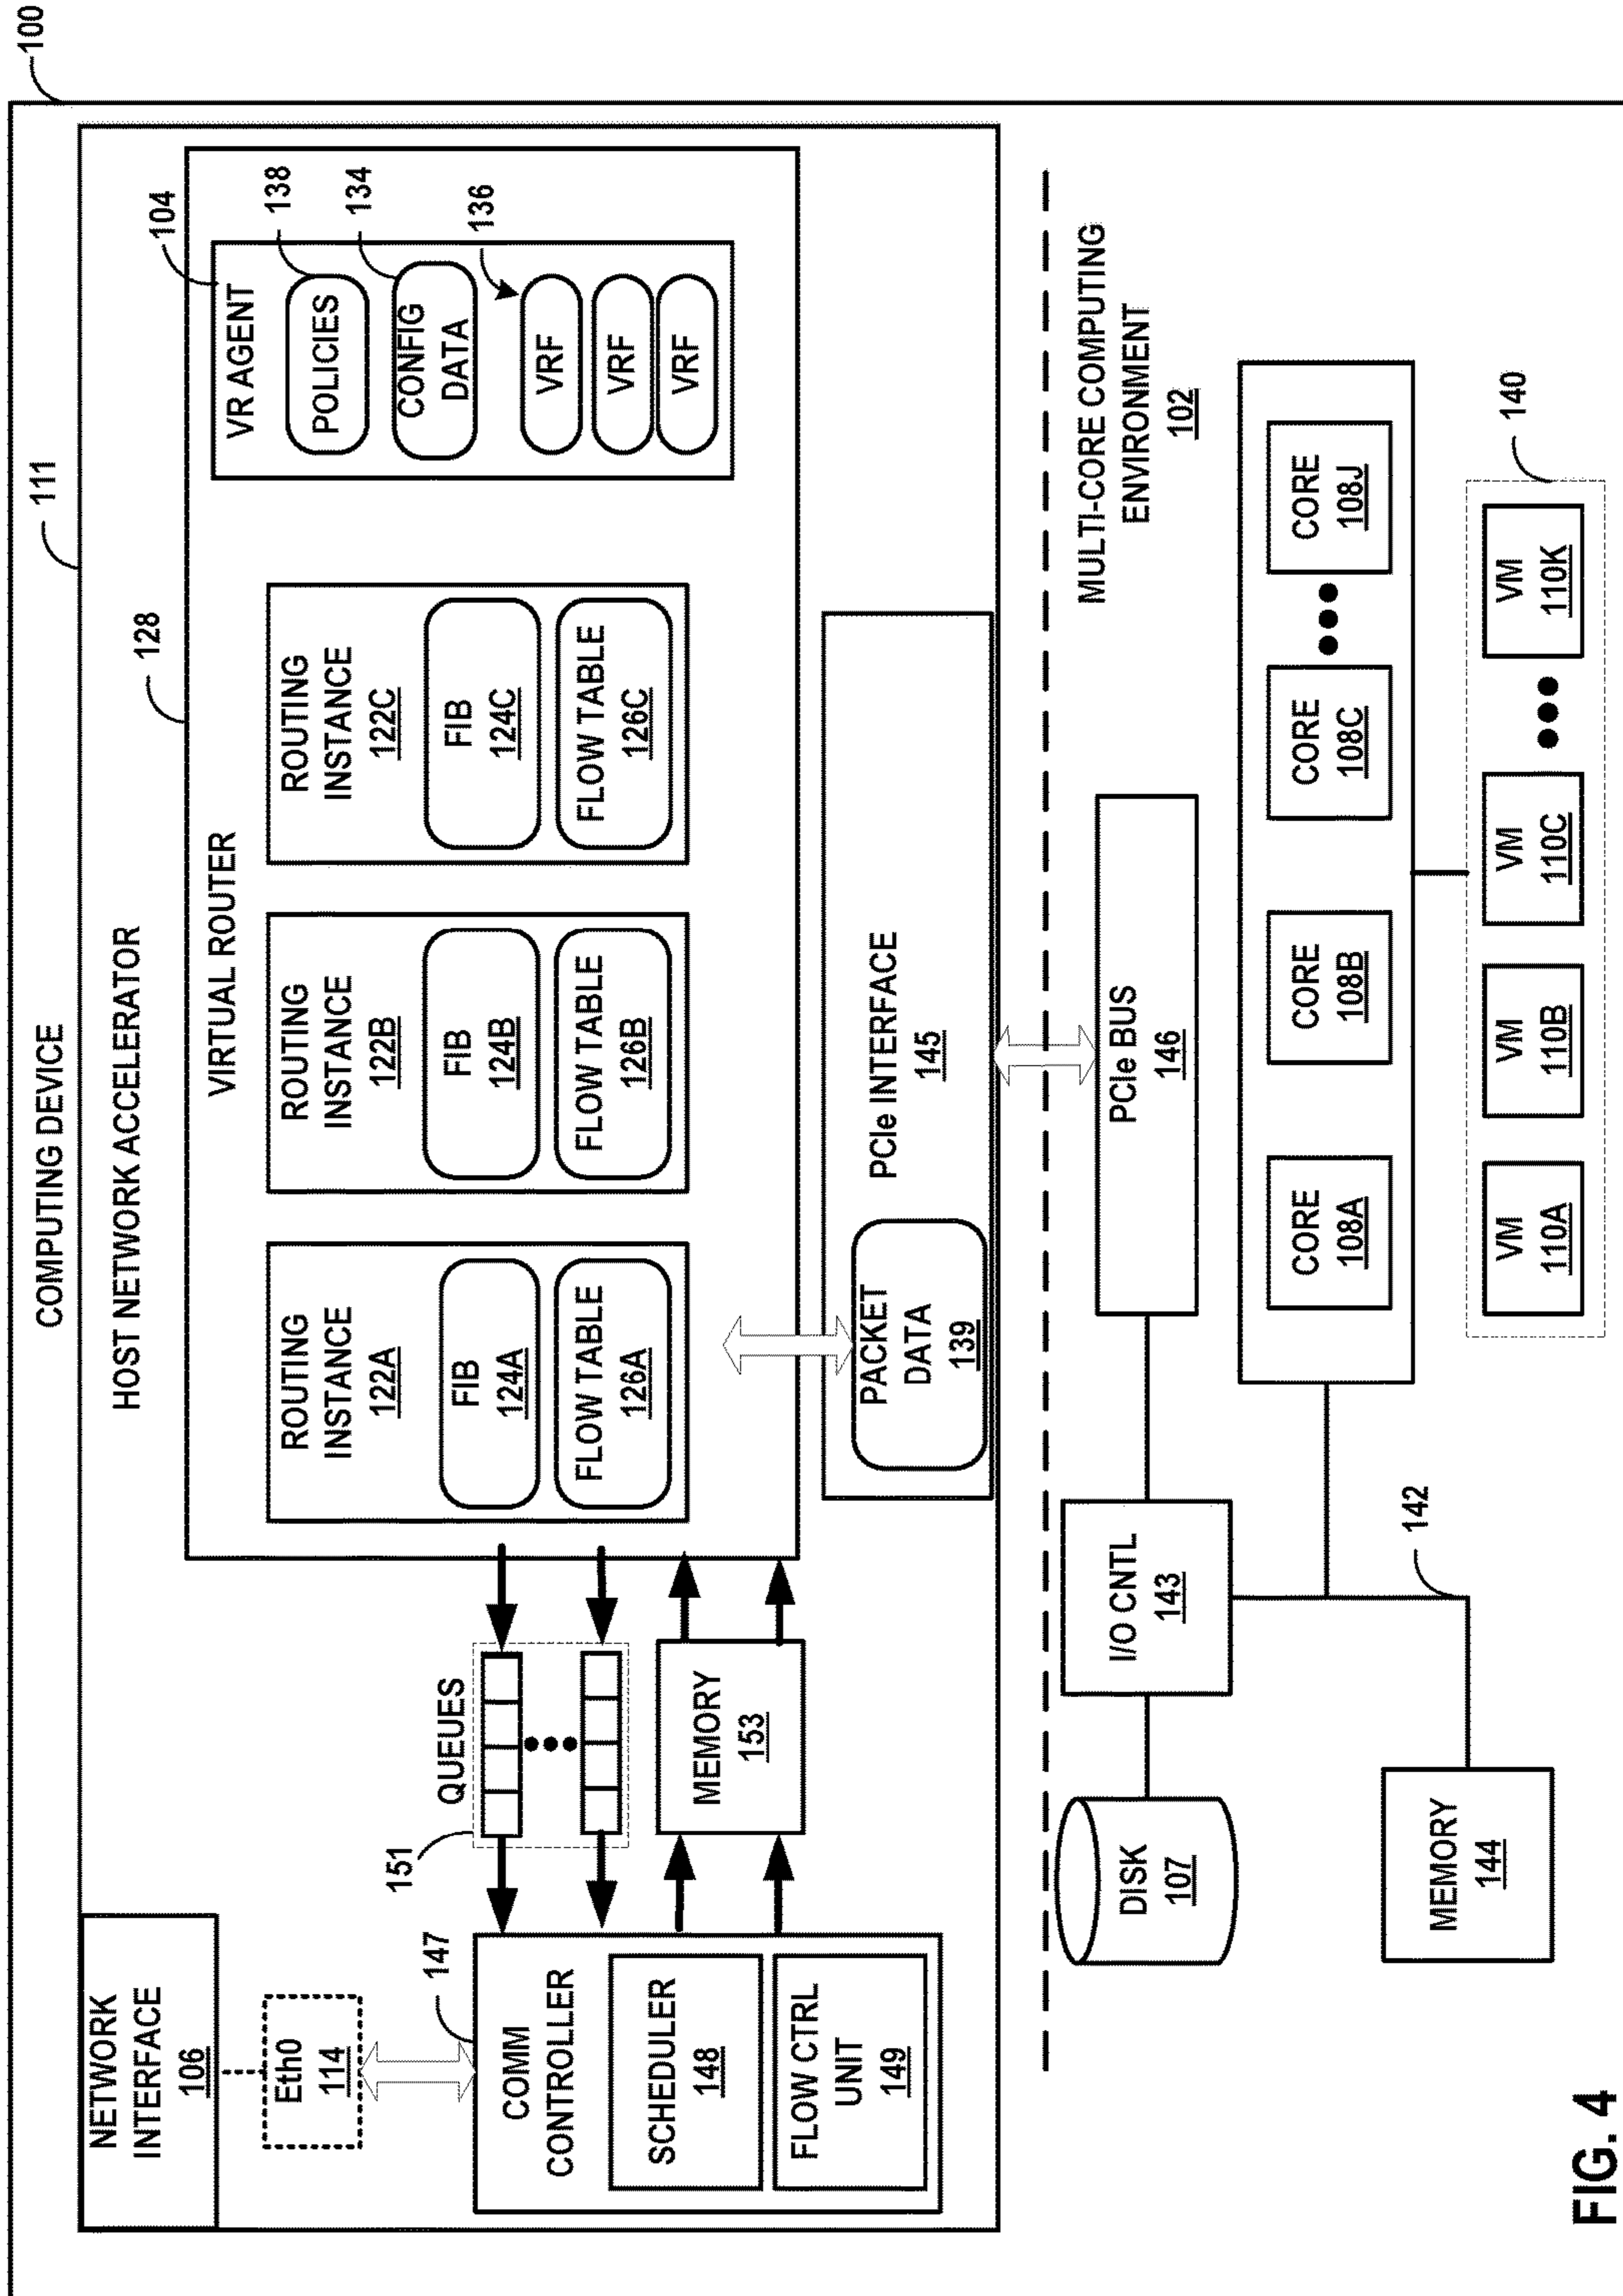 100
COMPUTING DEVICE
111
HOST NETWORK ACCELERATOR
NETWORK
INTERFACE
106
Eth0
114
128
VIRTUAL ROUTER
104
VR AGENT
POLICIES
138
CONFIG
DATA
134
136
VRF
VRF
VRF
ROUTING
INSTANCE
122A
FIB
124A
FLOW TABLE
126A
ROUTING
INSTANCE
122B
FIB
124B
FLOW TABLE
126B
ROUTING
INSTANCE
122C
FIB
124C
FLOW TABLE
126C
151
QUEUES
147
COMM
CONTROLLER
SCHEDULER
148
FLOW CTRL
UNIT
149
MEMORY
153
PACKET
DATA
139
PCIe INTERFACE
145
MULTI-CORE COMPUTING
ENVIRONMENT
102
DISK
107
I/O CNTL
143
PCIe BUS
146
142
MEMORY
144
CORE
108A
CORE
108B
CORE
108C
CORE
108J
140
VM
110A
VM
110B
VM
110C
VM
110K
FIG. 4